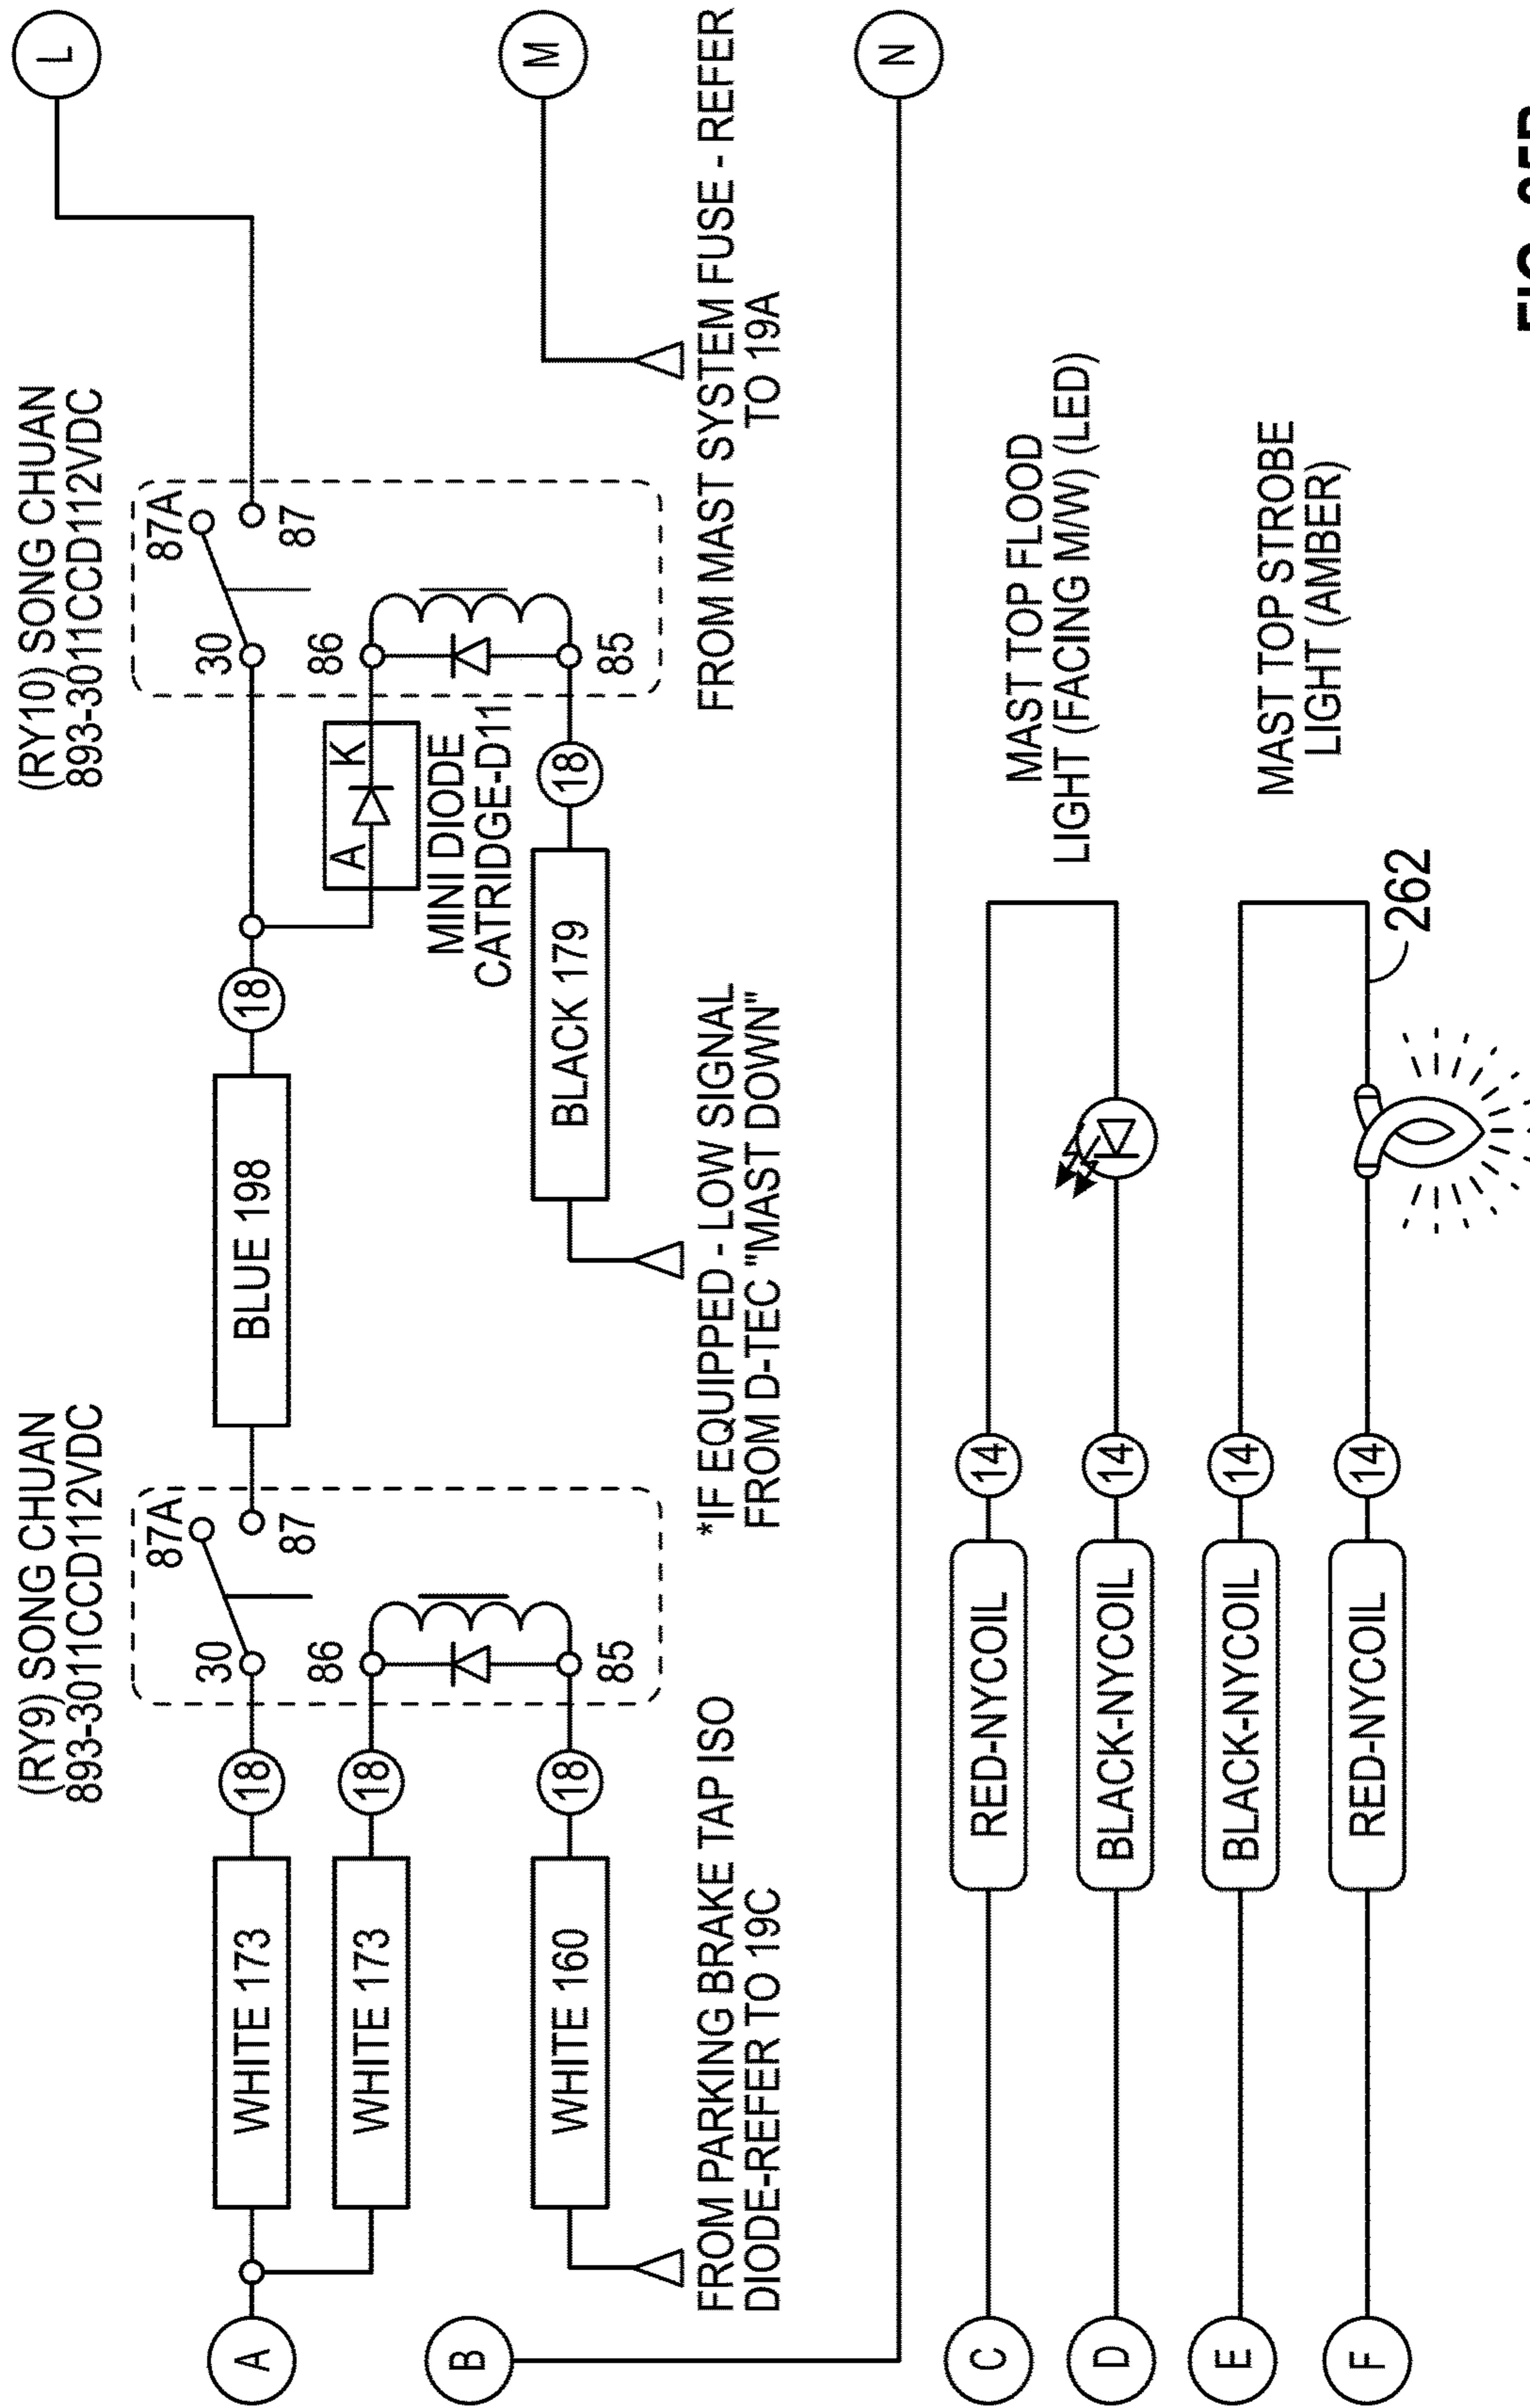 (RY9) SONG CHUAN
893-3011CCD112VDC
(RY10) SONG CHUAN
893-3011CCD112VDC
L
87A
87A
A
WHITE 173
18
30
87
BLUE 198
18
30
87
WHITE 173
18
86
A
K
86
MINI DIODE
CATRIDGE-D11
M
B
WHITE 160
18
85
BLACK 179
18
85
FROM PARKING BRAKE TAP ISO
DIODE-REFER TO 19C
*IF EQUIPPED - LOW SIGNAL
FROM D-TEC "MAST DOWN"
FROM MAST SYSTEM FUSE - REFER
TO 19A
N
C
RED-NYCOIL
14
MAST TOP FLOOD
LIGHT (FACING M/W) (LED)
D
BLACK-NYCOIL
14
E
BLACK-NYCOIL
14
MAST TOP STROBE
LIGHT (AMBER)
F
RED-NYCOIL
14
262